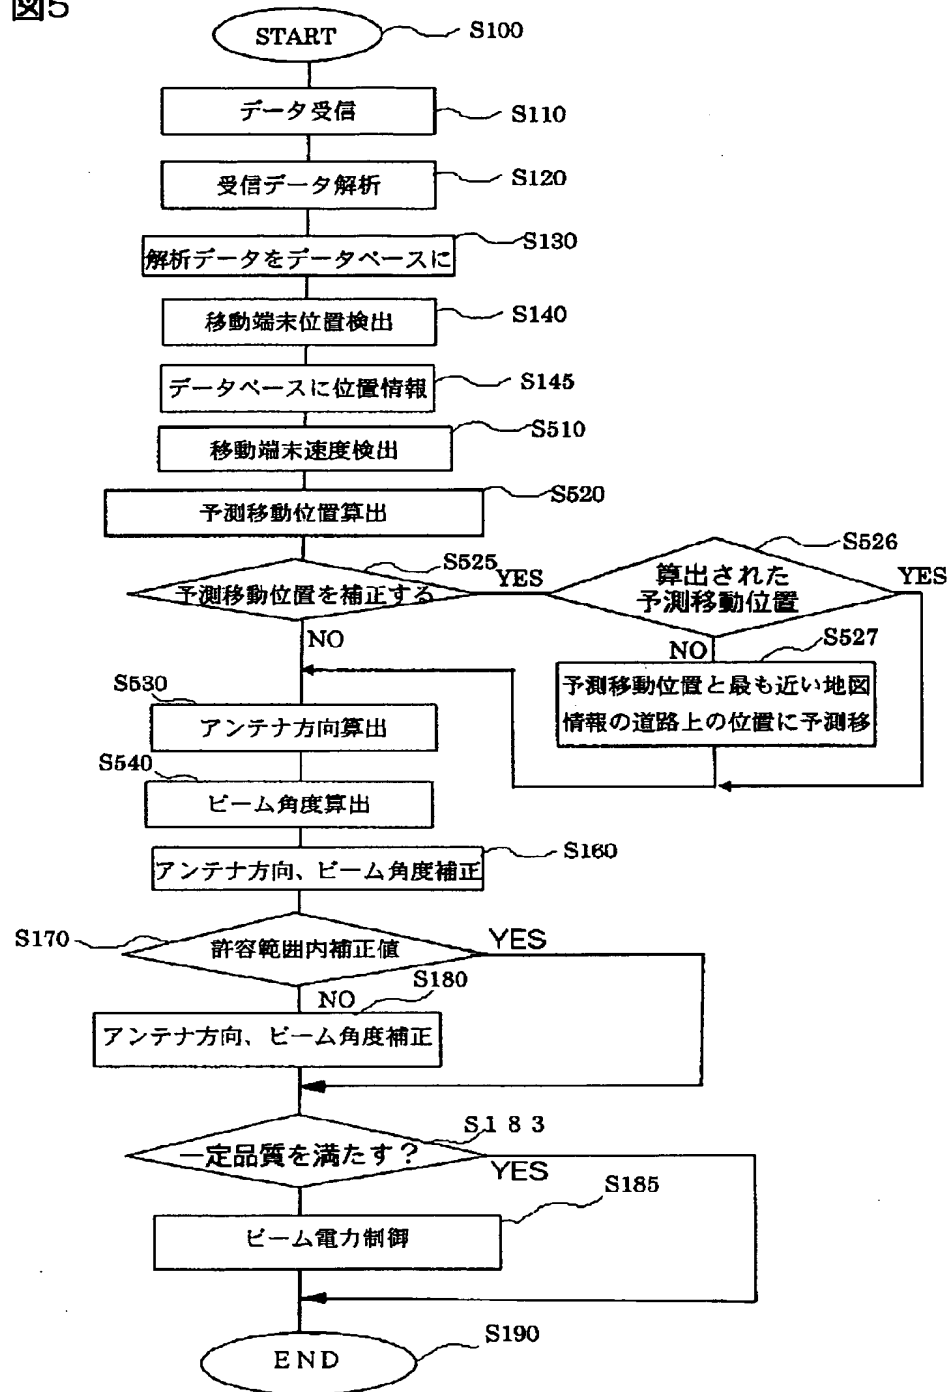 図5
START
S100
データ受信
S110
受信データ解析
S120
S130
解析データをデータベースに
移動端末位置検出
S140
データベースに位置情報
S145
S510
移動端末速度検出
S520
予測移動位置算出
S525
予測移動位置を補正する
YES
NO
S526
算出された
予測移動位置
YES
NO
S527
予測移動位置と最も近い地図
情報の道路上の位置に予測移
S530
アンテナ方向算出
S540
ビーム角度算出
S160
アンテナ方向、ビーム角度補正
S170
許容範囲内補正値
YES
NO
S180
アンテナ方向、ビーム角度補正
S183
一定品質を満たす?
YES
S185
ビーム電力制御
S190
END